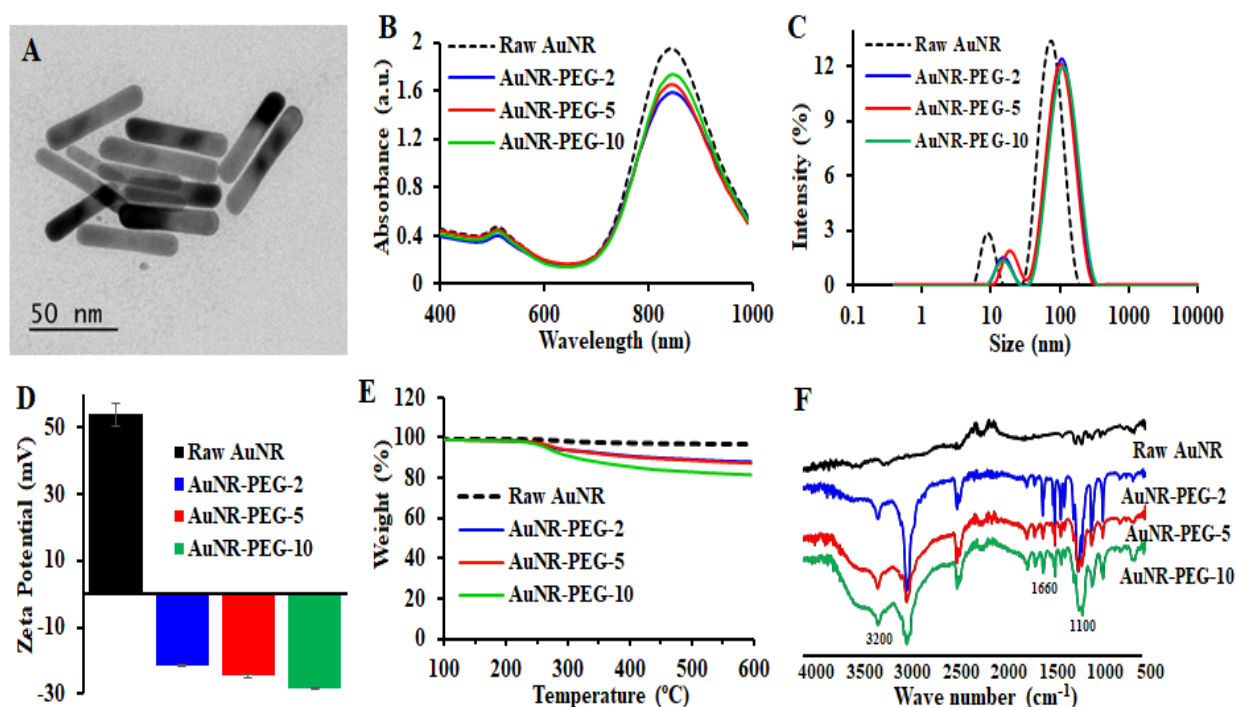 A
50 nm
B
Absorbance (a.u.)
2
1.6
1.2
0.8
0.4
0
Raw AuNR
AuNR-PEG-2
AuNR-PEG-5
AuNR-PEG-10
400
600
800
1000
Wavelength (nm)
C
Intensity (%)
12
9
6
3
0
Raw AuNR
AuNR-PEG-2
AuNR-PEG-5
AuNR-PEG-10
0.1
1
10
100
1000
10000
Size (nm)
D
Zeta Potential (mV)
50
30
10
-10
-30
Raw AuNR
AuNR-PEG-2
AuNR-PEG-5
AuNR-PEG-10
E
Weight (%)
120
100
80
60
40
20
0
Raw AuNR
AuNR-PEG-2
AuNR-PEG-5
AuNR-PEG-10
100
200
300
400
500
600
Temperature (ºC)
F
Raw AuNR
AuNR-PEG-2
AuNR-PEG-5
AuNR-PEG-10
1660
3200
1100
4000 3500 3000 2500 2000 1500 1000 500
Wave number (cm⁻¹)